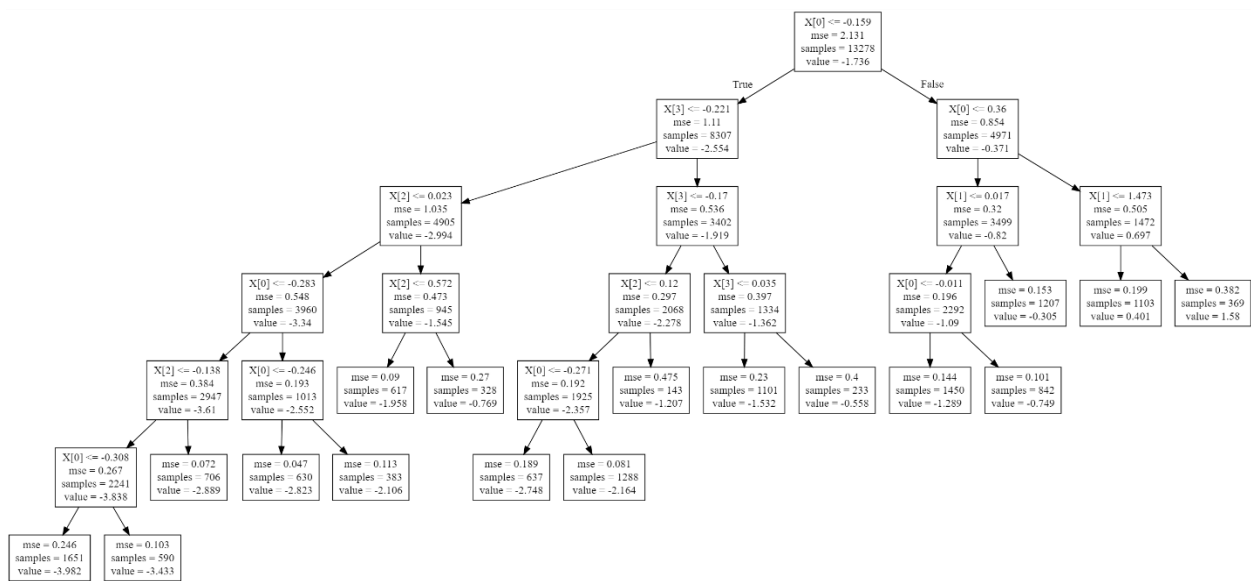 X[0] <= -0.159
mse = 2.131
samples = 13278
value = -1.736
True
False
X[3] <= -0.221
mse = 1.11
samples = 8307
value = -2.554
X[0] <= 0.36
mse = 0.854
samples = 4971
value = -0.371
X[2] <= 0.023
mse = 1.035
samples = 4905
value = -2.994
X[3] <= -0.17
mse = 0.536
samples = 3402
value = -1.919
X[1] <= 0.017
mse = 0.32
samples = 3499
value = -0.82
X[1] <= 1.473
mse = 0.505
samples = 1472
value = 0.697
X[0] <= -0.283
mse = 0.548
samples = 3960
value = -3.34
X[2] <= 0.572
mse = 0.473
samples = 945
value = -1.545
X[2] <= 0.12
mse = 0.297
samples = 2068
value = -2.278
X[3] <= 0.035
mse = 0.397
samples = 1334
value = -1.362
X[0] <= -0.011
mse = 0.196
samples = 2292
value = -1.09
mse = 0.153
samples = 1207
value = -0.305
mse = 0.199
samples = 1103
value = 0.401
mse = 0.382
samples = 369
value = 1.58
X[2] <= -0.138
mse = 0.384
samples = 2947
value = -3.61
X[0] <= -0.246
mse = 0.193
samples = 1013
value = -2.552
mse = 0.09
samples = 617
value = -1.958
mse = 0.27
samples = 328
value = -0.769
X[0] <= -0.271
mse = 0.192
samples = 1925
value = -2.357
mse = 0.475
samples = 143
value = -1.207
mse = 0.23
samples = 1101
value = -1.532
mse = 0.4
samples = 233
value = -0.558
mse = 0.144
samples = 1450
value = -1.289
mse = 0.101
samples = 842
value = -0.749
X[0] <= -0.308
mse = 0.267
samples = 2241
value = -3.838
mse = 0.072
samples = 706
value = -2.889
mse = 0.047
samples = 630
value = -2.823
mse = 0.113
samples = 383
value = -2.106
mse = 0.189
samples = 637
value = -2.748
mse = 0.081
samples = 1288
value = -2.164
mse = 0.246
samples = 1651
value = -3.982
mse = 0.103
samples = 590
value = -3.433